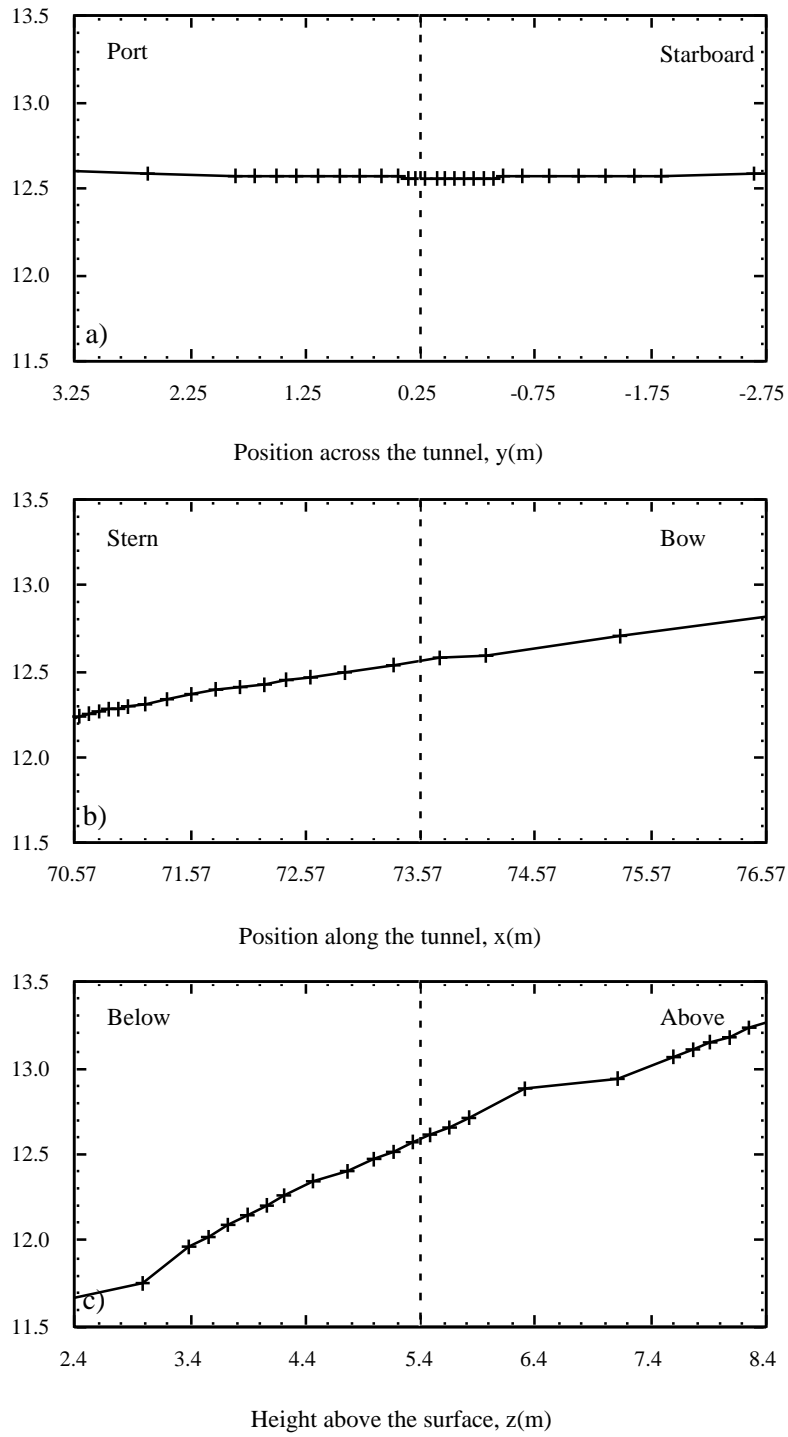 13.5
Port Starboard
13.0
12.5
12.0
a)
11.5
3.25 2.25 1.25 0.25 -0.75 -1.75 -2.75
Position across the tunnel, y(m)
13.5
Stern Bow
13.0
12.5
12.0
b)
11.5
70.57 71.57 72.57 73.57 74.57 75.57 76.57
Position along the tunnel, x(m)
13.5
Below Above
13.0
12.5
12.0
c)
11.5
2.4 3.4 4.4 5.4 6.4 7.4 8.4
Height above the surface, z(m)